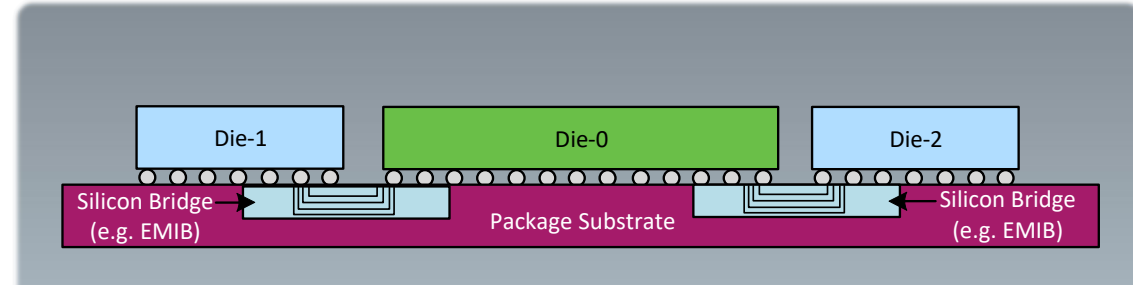 Die-1
Die-0
Die-2
Silicon Bridge
(e.g. EMIB)
Package Substrate
Silicon Bridge
(e.g. EMIB)